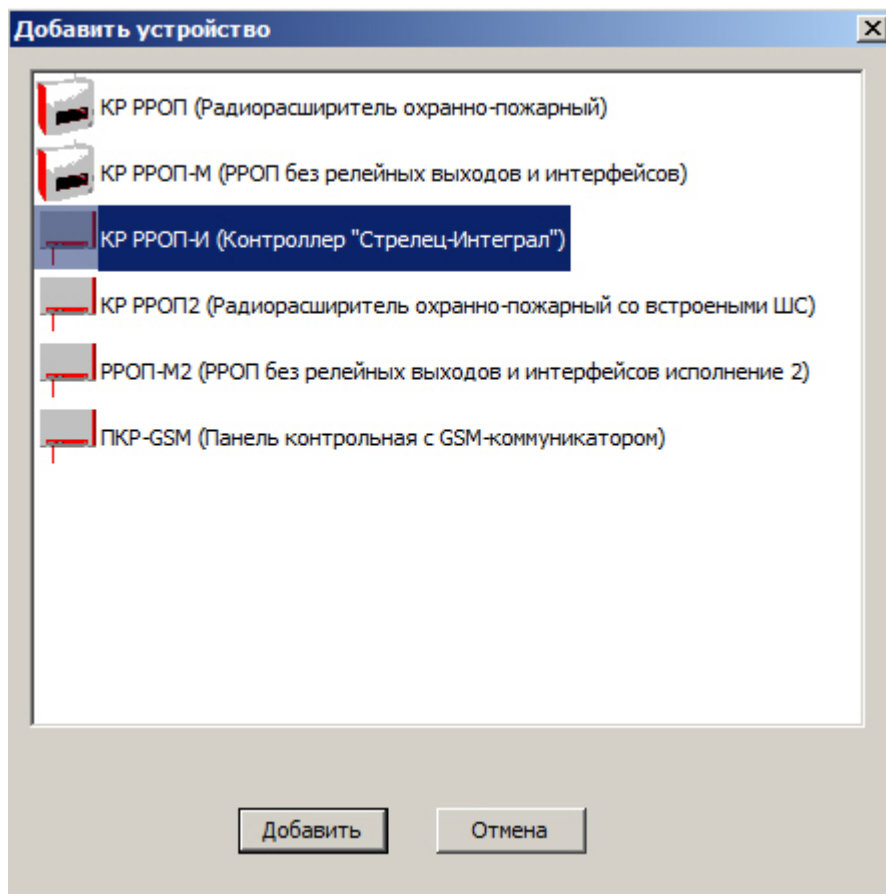 Добавить устройство
КР РРОП (Радиорасширитель охранно-пожарный)
КР РРОП-М (РРОП без релейных выходов и интерфейсов)
КР РРОП-И (Контроллер "Стрелец-Интеграл")
КР РРОП2 (Радиорасширитель охранно-пожарный со встроеными ШС)
РРОП-М2 (РРОП без релейных выходов и интерфейсов исполнение 2)
ПКР-GSM (Панель контрольная с GSM-коммуникатором)
Добавить
Отмена